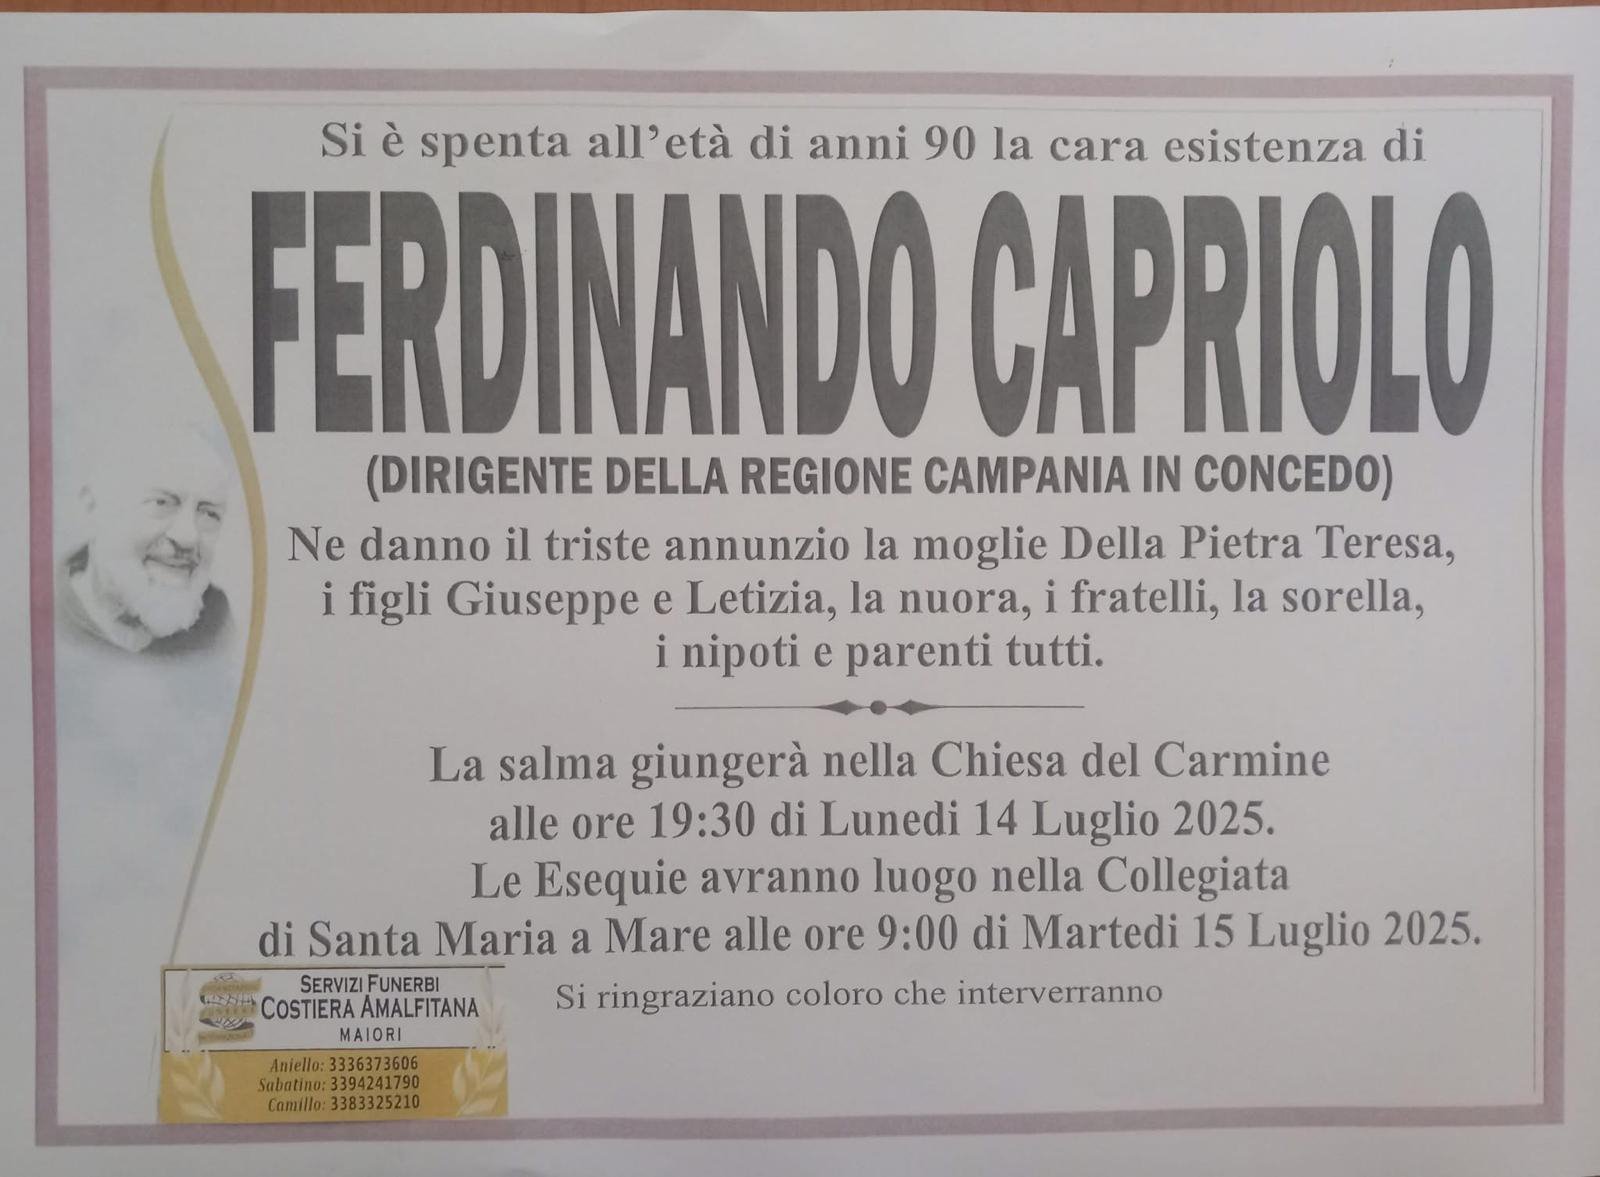 Si è spenta all’età di anni 90 la cara esistenza di
FERDINANDO CAPRIOLO
(DIRIGENTE DELLA REGIONE CAMPANIA IN CONCEDO)
Ne danno il triste annunzio la moglie Della Pietra Teresa,
i figli Giuseppe e Letizia, la nuora, i fratelli, la sorella,
i nipoti e parenti tutti.
La salma giungerà nella Chiesa del Carmine
alle ore 19:30 di Lunedi 14 Luglio 2025.
Le Esequie avranno luogo nella Collegiata
di Santa Maria a Mare alle ore 9:00 di Martedi 15 Luglio 2025.
Si ringraziano coloro che interverranno
SERVIZI FUNERBI
COSTIERA AMALFITANA
MAIORI
Aniello: 3336373606
Sabatino: 3394241790
Camillo: 3383325210